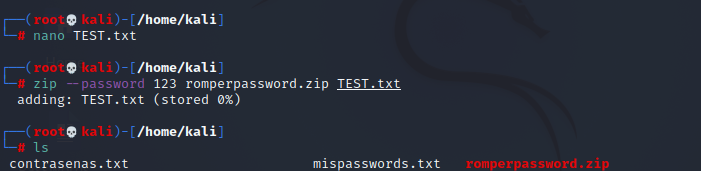 ┌──(root💀kali)-[/home/kali]
└─# nano TEST.txt
┌──(root💀kali)-[/home/kali]
└─# zip --password 123 romperpassword.zip TEST.txt
adding: TEST.txt (stored 0%)
┌──(root💀kali)-[/home/kali]
└─# ls
contrasenas.txt mispasswords.txt romperpassword.zip